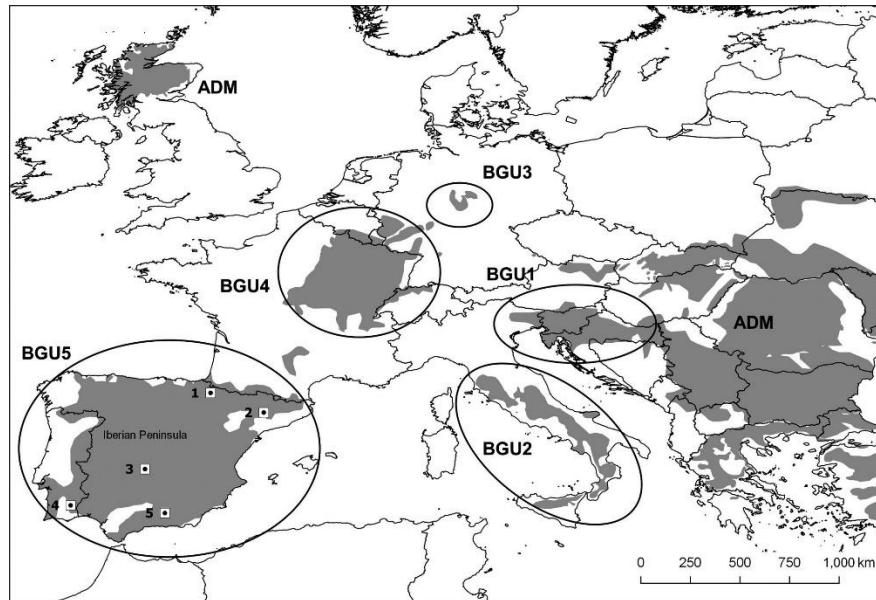 ADM
BGU3
BGU4
BGU1
ADM
BGU5
1
2
Iberian Peninsula
BGU2
3
4
5
0 250 500 750 1,000 km